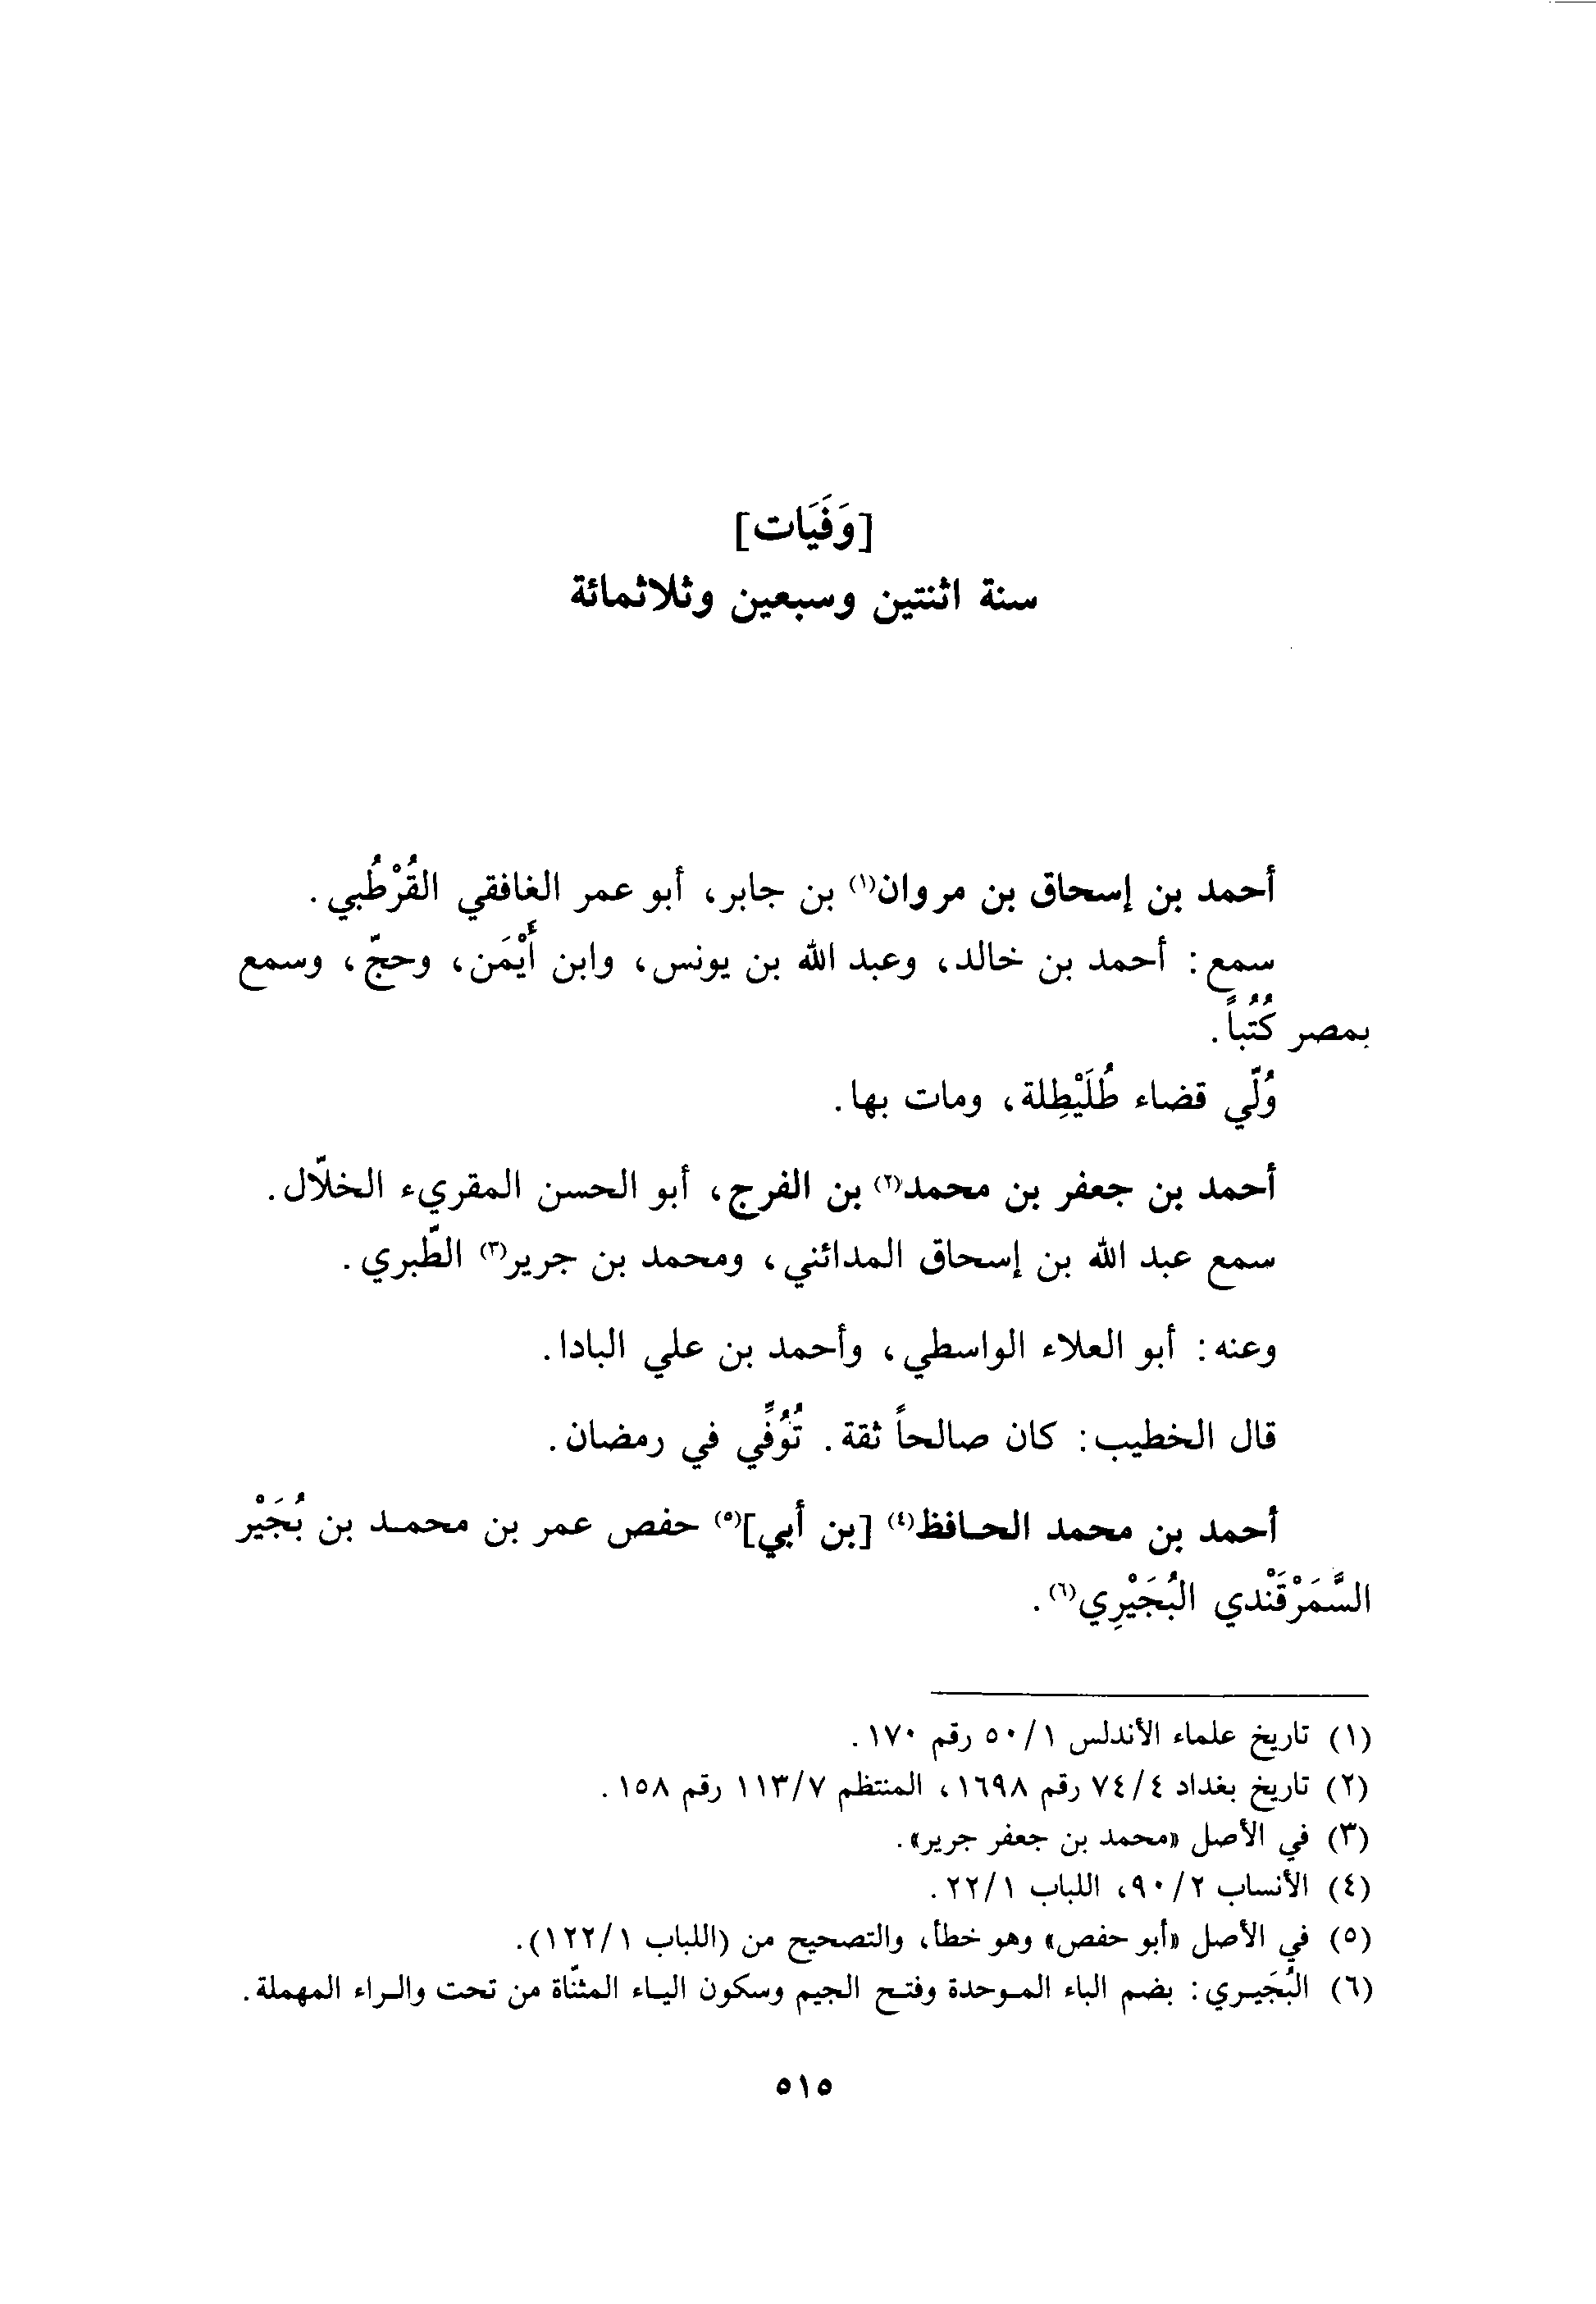 [وَفَيَات]
سنة اثنتين وسبعين وثلاثمائة
أحمد بن إسحاق بن مروان(١) بن جابر، أبو عمر الغافقي القُرْطُبي.
سمع: أحمد بن خالد، وعبد الله بن يونس، وابن أَيْمَن، وحجّ، وسمع
بمصر كُتُباً.
وُلّي قضاء طُلَيْطِلة، ومات بها.
أحمد بن جعفر بن محمد(٢) بن الفرج، أبو الحسن المقريء الخلّال.
سمع عبد الله بن إسحاق المدائني، ومحمد بن جرير(٣) الطّبري.
وعنه: أبو العلاء الواسطي، وأحمد بن علي البادا.
قال الخطيب: كان صالحاً ثقة. تُوُفِّي في رمضان.
أحمد بن محمد الحافظ(٤) [بن أبي](٥) حفص عمر بن محمد بن بُجَيْر
السَّمَرْقَنْدي البُجَيْرِي(٦).
(١) تاريخ علماء الأندلس ٥٠/١ رقم ١٧٠.
(٢) تاريخ بغداد ٧٤/٤ رقم ١٦٩٨، المنتظم ١١٣/٧ رقم ١٥٨.
(٣) في الأصل «محمد بن جعفر جرير».
(٤) الأنساب ٩٠/٢، اللباب ٢٢/١.
(٥) في الأصل «أبو حفص» وهو خطأ، والتصحيح من (اللباب ١٢٢/١).
(٦) البُجَيري: بضم الباء الموحدة وفتح الجيم وسكون الياء المثنّاة من تحت والراء المهملة.
٥١٥